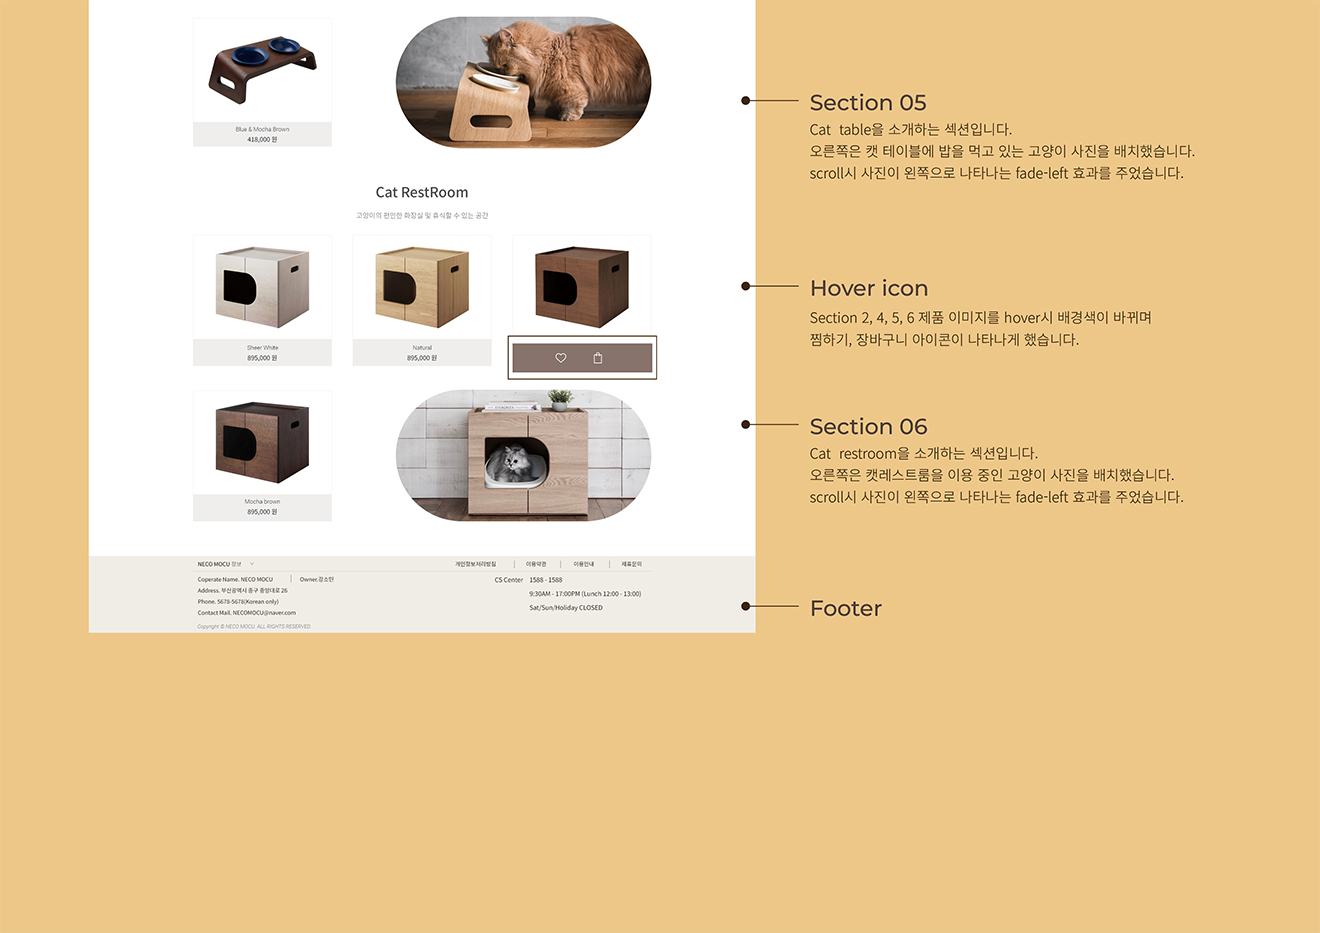 Blue & Mocha Brown
418,000 원
Cat RestRoom
고양이의 편안한 화장실 및 휴식할 수 있는 공간
Sheer White
895,000 원
Natural
895,000 원
Mocha brown
895,000 원
NECO MOCU 정보
개인정보처리방침 | 이용약관 | 이용안내 | 제휴문의
Coperate Name. NECO MOCU | Owner.강소탄
Address. 부산광역시 중구 중앙대로 26
Phone. 5678-5678(Korean only)
Contact Mail. NECOMOCU@naver.com
Copyright © NECO MOCU. ALL RIGHTS RESERVED.
CS Center 1588 - 1588
9:30AM - 17:00PM (Lunch 12:00 - 13:00)
Sat/Sun/Holiday CLOSED
Section 05
Cat table을 소개하는 섹션입니다.
오른쪽은 캣 테이블에 밥을 먹고 있는 고양이 사진을 배치했습니다.
scroll시 사진이 왼쪽으로 나타나는 fade-left 효과를 주었습니다.
Hover icon
Section 2, 4, 5, 6 제품 이미지를 hover시 배경색이 바뀌며
찜하기, 장바구니 아이콘이 나타나게 했습니다.
Section 06
Cat restroom을 소개하는 섹션입니다.
오른쪽은 캣레스트룸을 이용 중인 고양이 사진을 배치했습니다.
scroll시 사진이 왼쪽으로 나타나는 fade-left 효과를 주었습니다.
Footer